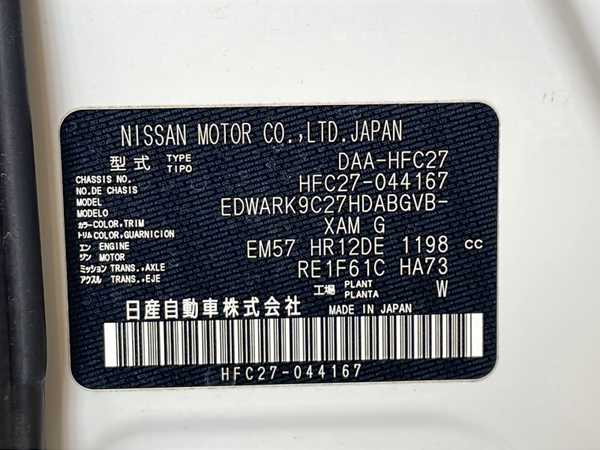 NISSAN MOTOR CO.,LTD.JAPAN
型式 TYPE TIPO DAA-HFC27
CHASSIS NO. NO.DE CHASIS HFC27-044167
MODEL MODELO EDWARK9C27HDABGVB-
カラー COLOR,TRIM トリム COLOR,GUARNICION XAM G
エン ENGINE ジン MOTOR EM57 HR12DE 1198 cc
ミッション TRANS.,AXLE アクスル TRANS.,EJE RE1F61C HA73
工場 PLANT PLANTA W
日産自動車株式会社 MADE IN JAPAN
HFC27-044167